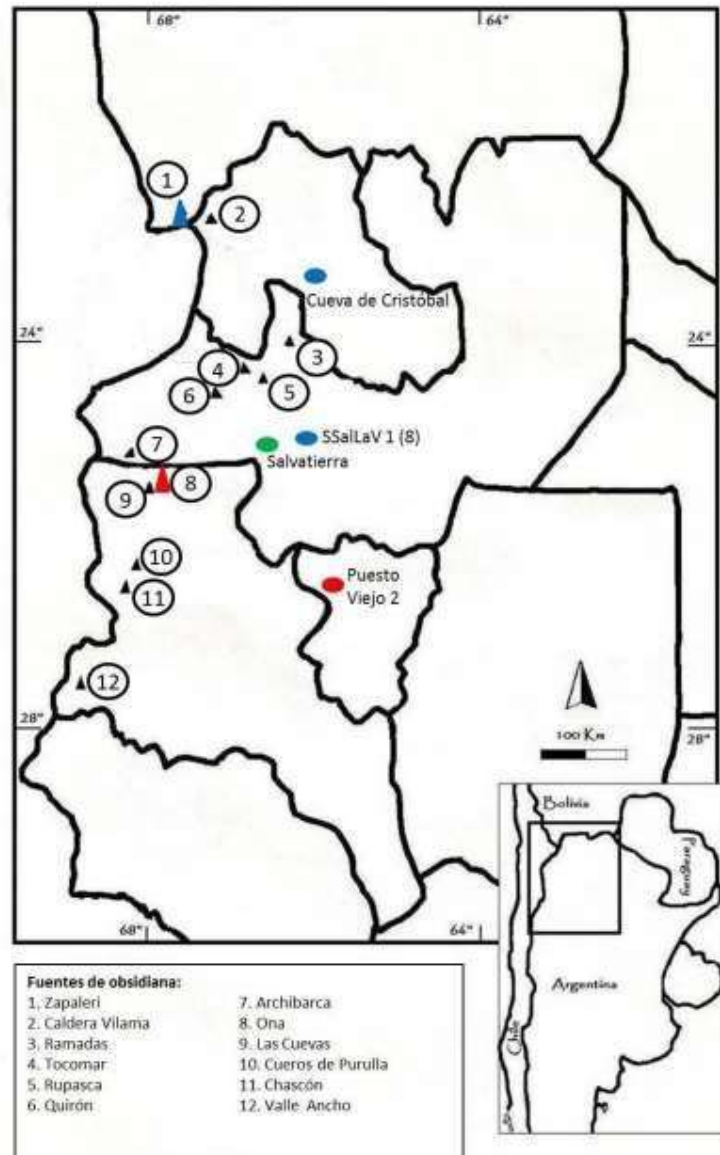 68°
64°
1
2
Cueva de Cristóbal
24°
24°
3
4
5
6
SSalLaV 1 (8)
Salvatierra
7
8
9
10
Puesto
Viejo 2
11
12
28°
28°
100 Km
68°
64°
Bolivia
Paraguay
Argentina
Chile
Fuentes de obsidiana:
1. Zapaleri
2. Caldera Vilama
3. Ramadas
4. Tocomar
5. Rupasca
6. Quirón
7. Archibarca
8. Ona
9. Las Cuevas
10. Cueros de Purulla
11. Chascón
12. Valle Ancho